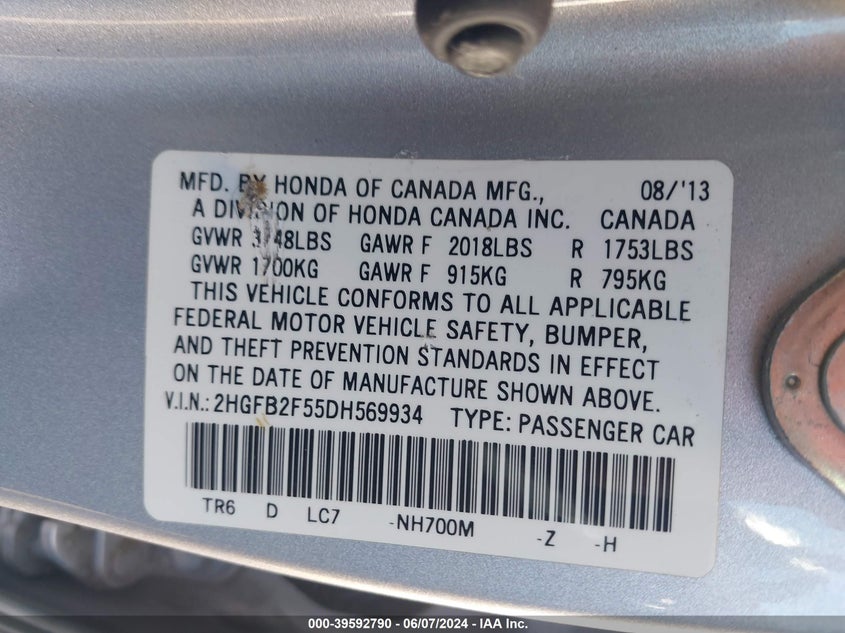 MFD. BY HONDA OF CANADA MFG., 08/'13
A DIVISION OF HONDA CANADA INC. CANADA
GVWR LBS GAWR F 2018LBS R 1753LBS
GVWR 1700KG GAWR F 915KG R 795KG
THIS VEHICLE CONFORMS TO ALL APPLICABLE
FEDERAL MOTOR VEHICLE SAFETY, BUMPER,
AND THEFT PREVENTION STANDARDS IN EFFECT
ON THE DATE OF MANUFACTURE SHOWN ABOVE.
V.I.N.: 2HGFB2F55DH569934 TYPE: PASSENGER CAR
TR6 D LC7 -NH700M -Z -H
000-39592790 - 06/07/2024 - IAA Inc.